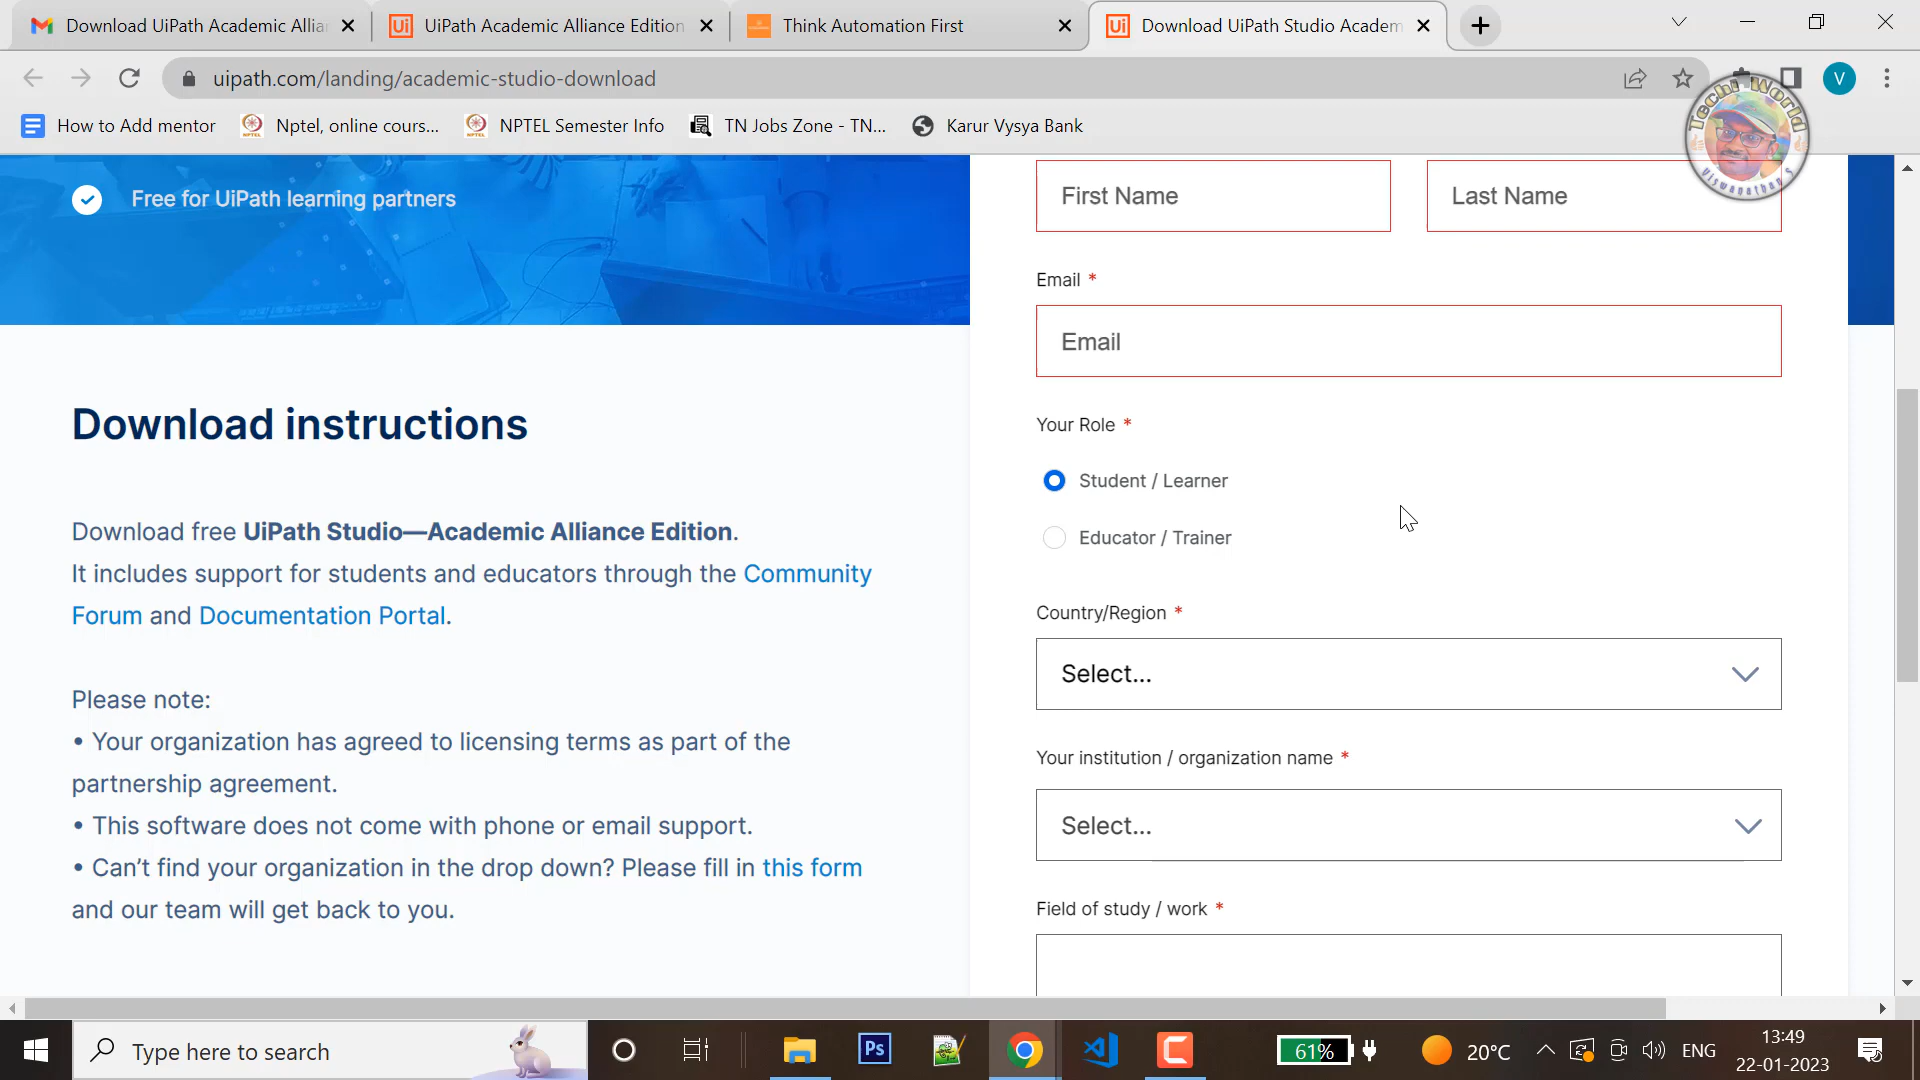 Download UiPath Academic Allia
UiPath Academic Alliance Edition
Think Automation First
Download UiPath Studio Academ
uipath.com/landing/academic-studio-download
V
How to Add mentor
Nptel, online cours...
NPTEL Semester Info
TN Jobs Zone - TN...
Karur Vysya Bank
Tech! World
Viswanathan S
Free for UiPath learning partners
Download instructions
Download free UiPath Studio—Academic Alliance Edition.
It includes support for students and educators through the Community
Forum and Documentation Portal.
Please note:
• Your organization has agreed to licensing terms as part of the
partnership agreement.
• This software does not come with phone or email support.
• Can’t find your organization in the drop down? Please fill in this form
and our team will get back to you.
First Name
Last Name
Email *
Email
Your Role *
Student / Learner
Educator / Trainer
Country/Region *
Select...
Your institution / organization name *
Select...
Field of study / work *
Type here to search
Ps
61%
20°C
ENG
13:49
22-01-2023